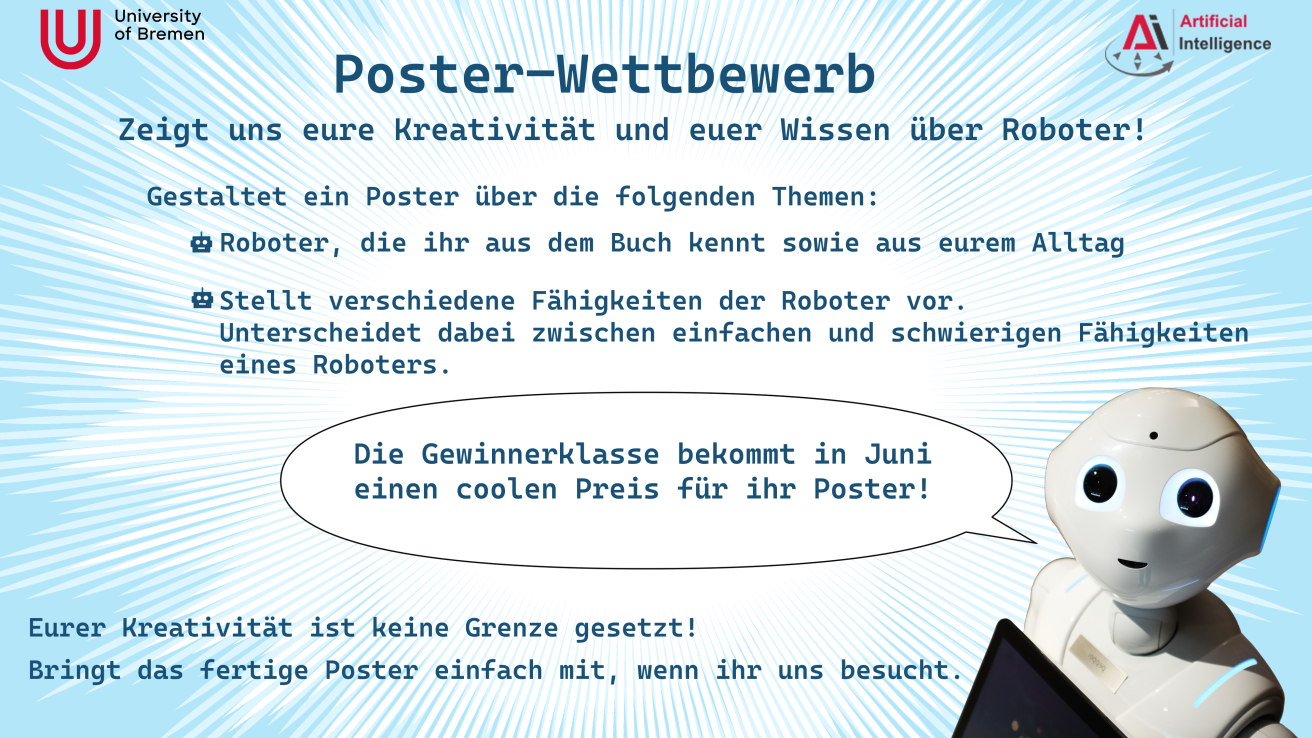 University
of Bremen
Ai Artificial
Intelligence
Poster-Wettbewerb
Zeigt uns eure Kreativität und euer Wissen über Roboter!
Gestaltet ein Poster über die folgenden Themen:
Roboter, die ihr aus dem Buch kennt sowie aus eurem Alltag
Stellt verschiedene Fähigkeiten der Roboter vor.
Unterscheidet dabei zwischen einfachen und schwierigen Fähigkeiten
eines Roboters.
Die Gewinnerklasse bekommt in Juni
einen coolen Preis für ihr Poster!
Eurer Kreativität ist keine Grenze gesetzt!
Bringt das fertige Poster einfach mit, wenn ihr uns besucht.